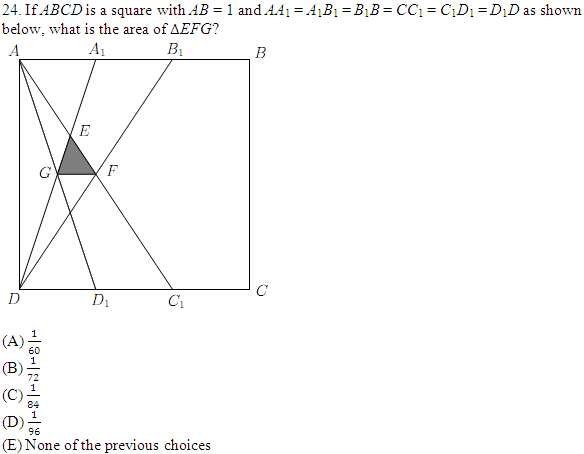 24. If ABCD is a square with AB = 1 and AA₁ = A₁B₁ = B₁B = CC₁ = C₁D₁ = D₁D as shown
below, what is the area of ΔEFG?
A A₁ B₁ B
E
G F
D D₁ C₁ C
(A) 1/60
(B) 1/72
(C) 1/84
(D) 1/96
(E) None of the previous choices